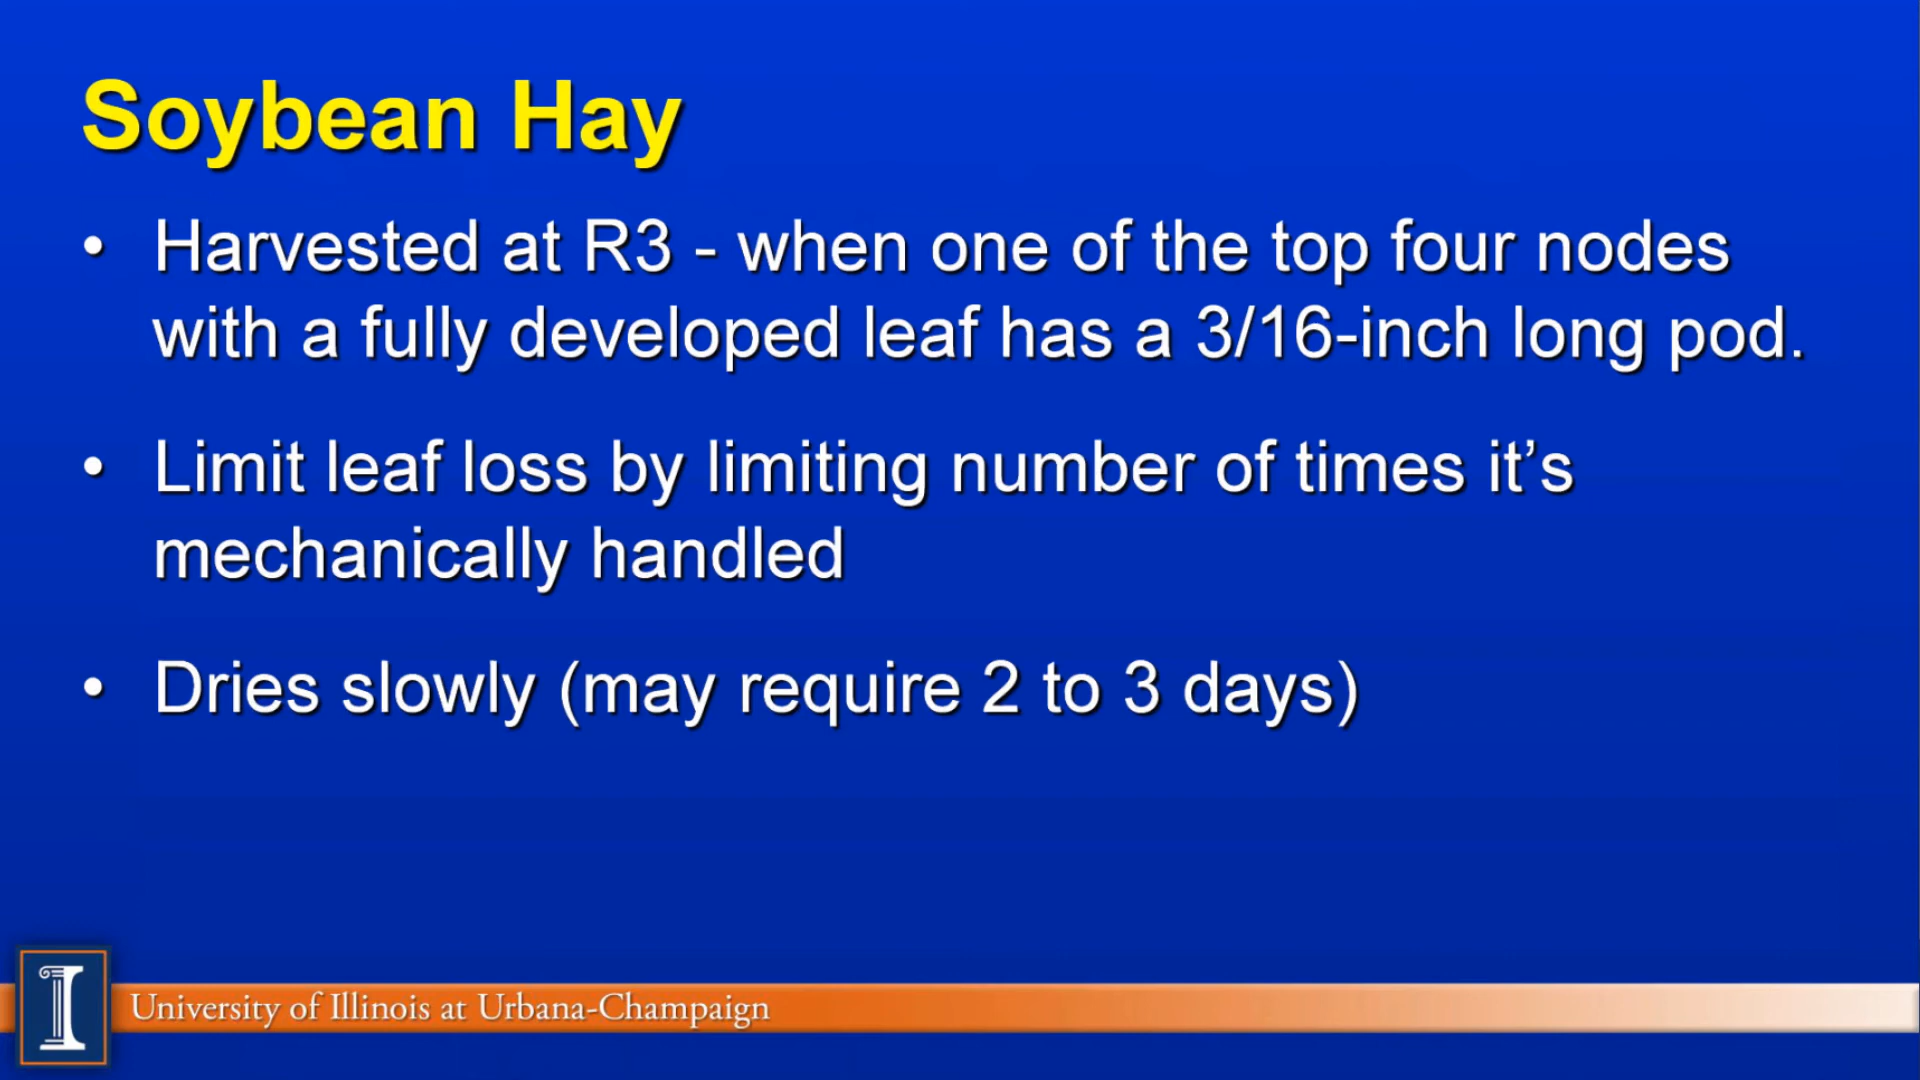 Soybean Hay
• Harvested at R3 - when one of the top four nodes
with a fully developed leaf has a 3/16-inch long pod.
• Limit leaf loss by limiting number of times it’s
mechanically handled
• Dries slowly (may require 2 to 3 days)
I
University of Illinois at Urbana-Champaign